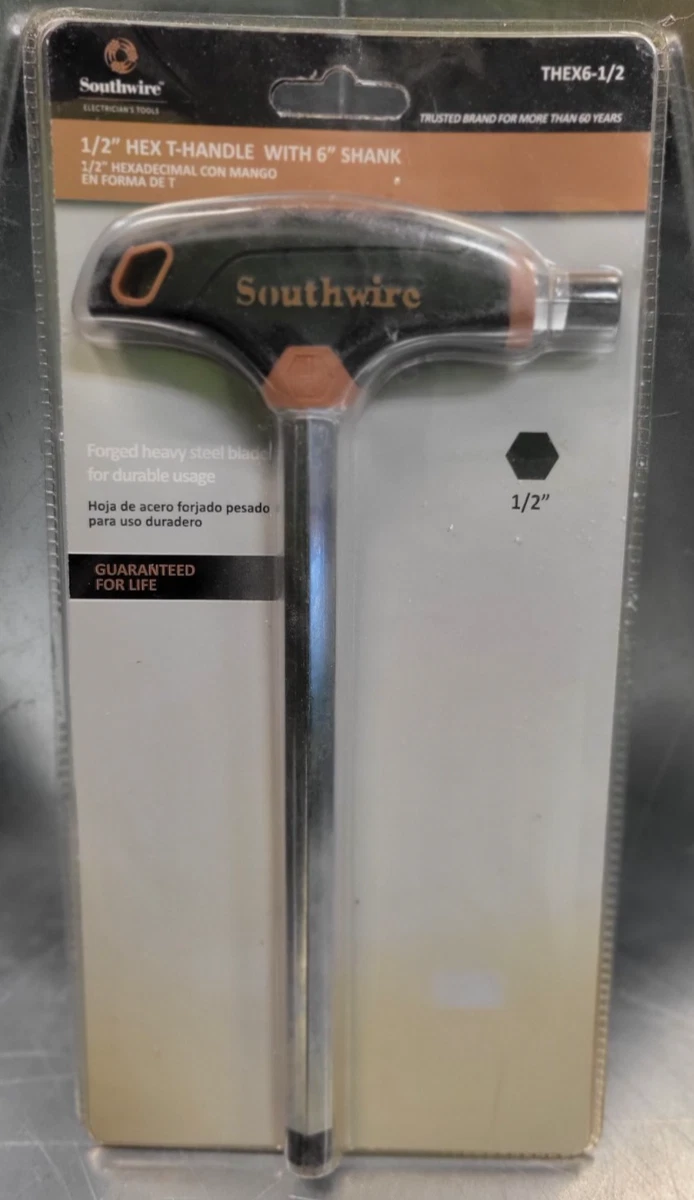 Southwire™
ELECTRICIAN'S TOOLS
THEX6-1/2
TRUSTED BRAND FOR MORE THAN 60 YEARS
1/2” HEX T-HANDLE WITH 6” SHANK
1/2” HEXADECIMAL CON MANGO
EN FORMA DE T
Southwire
Forged heavy steel blade
for durable usage
Hoja de acero forjado pesado
para uso duradero
1/2”
GUARANTEED
FOR LIFE